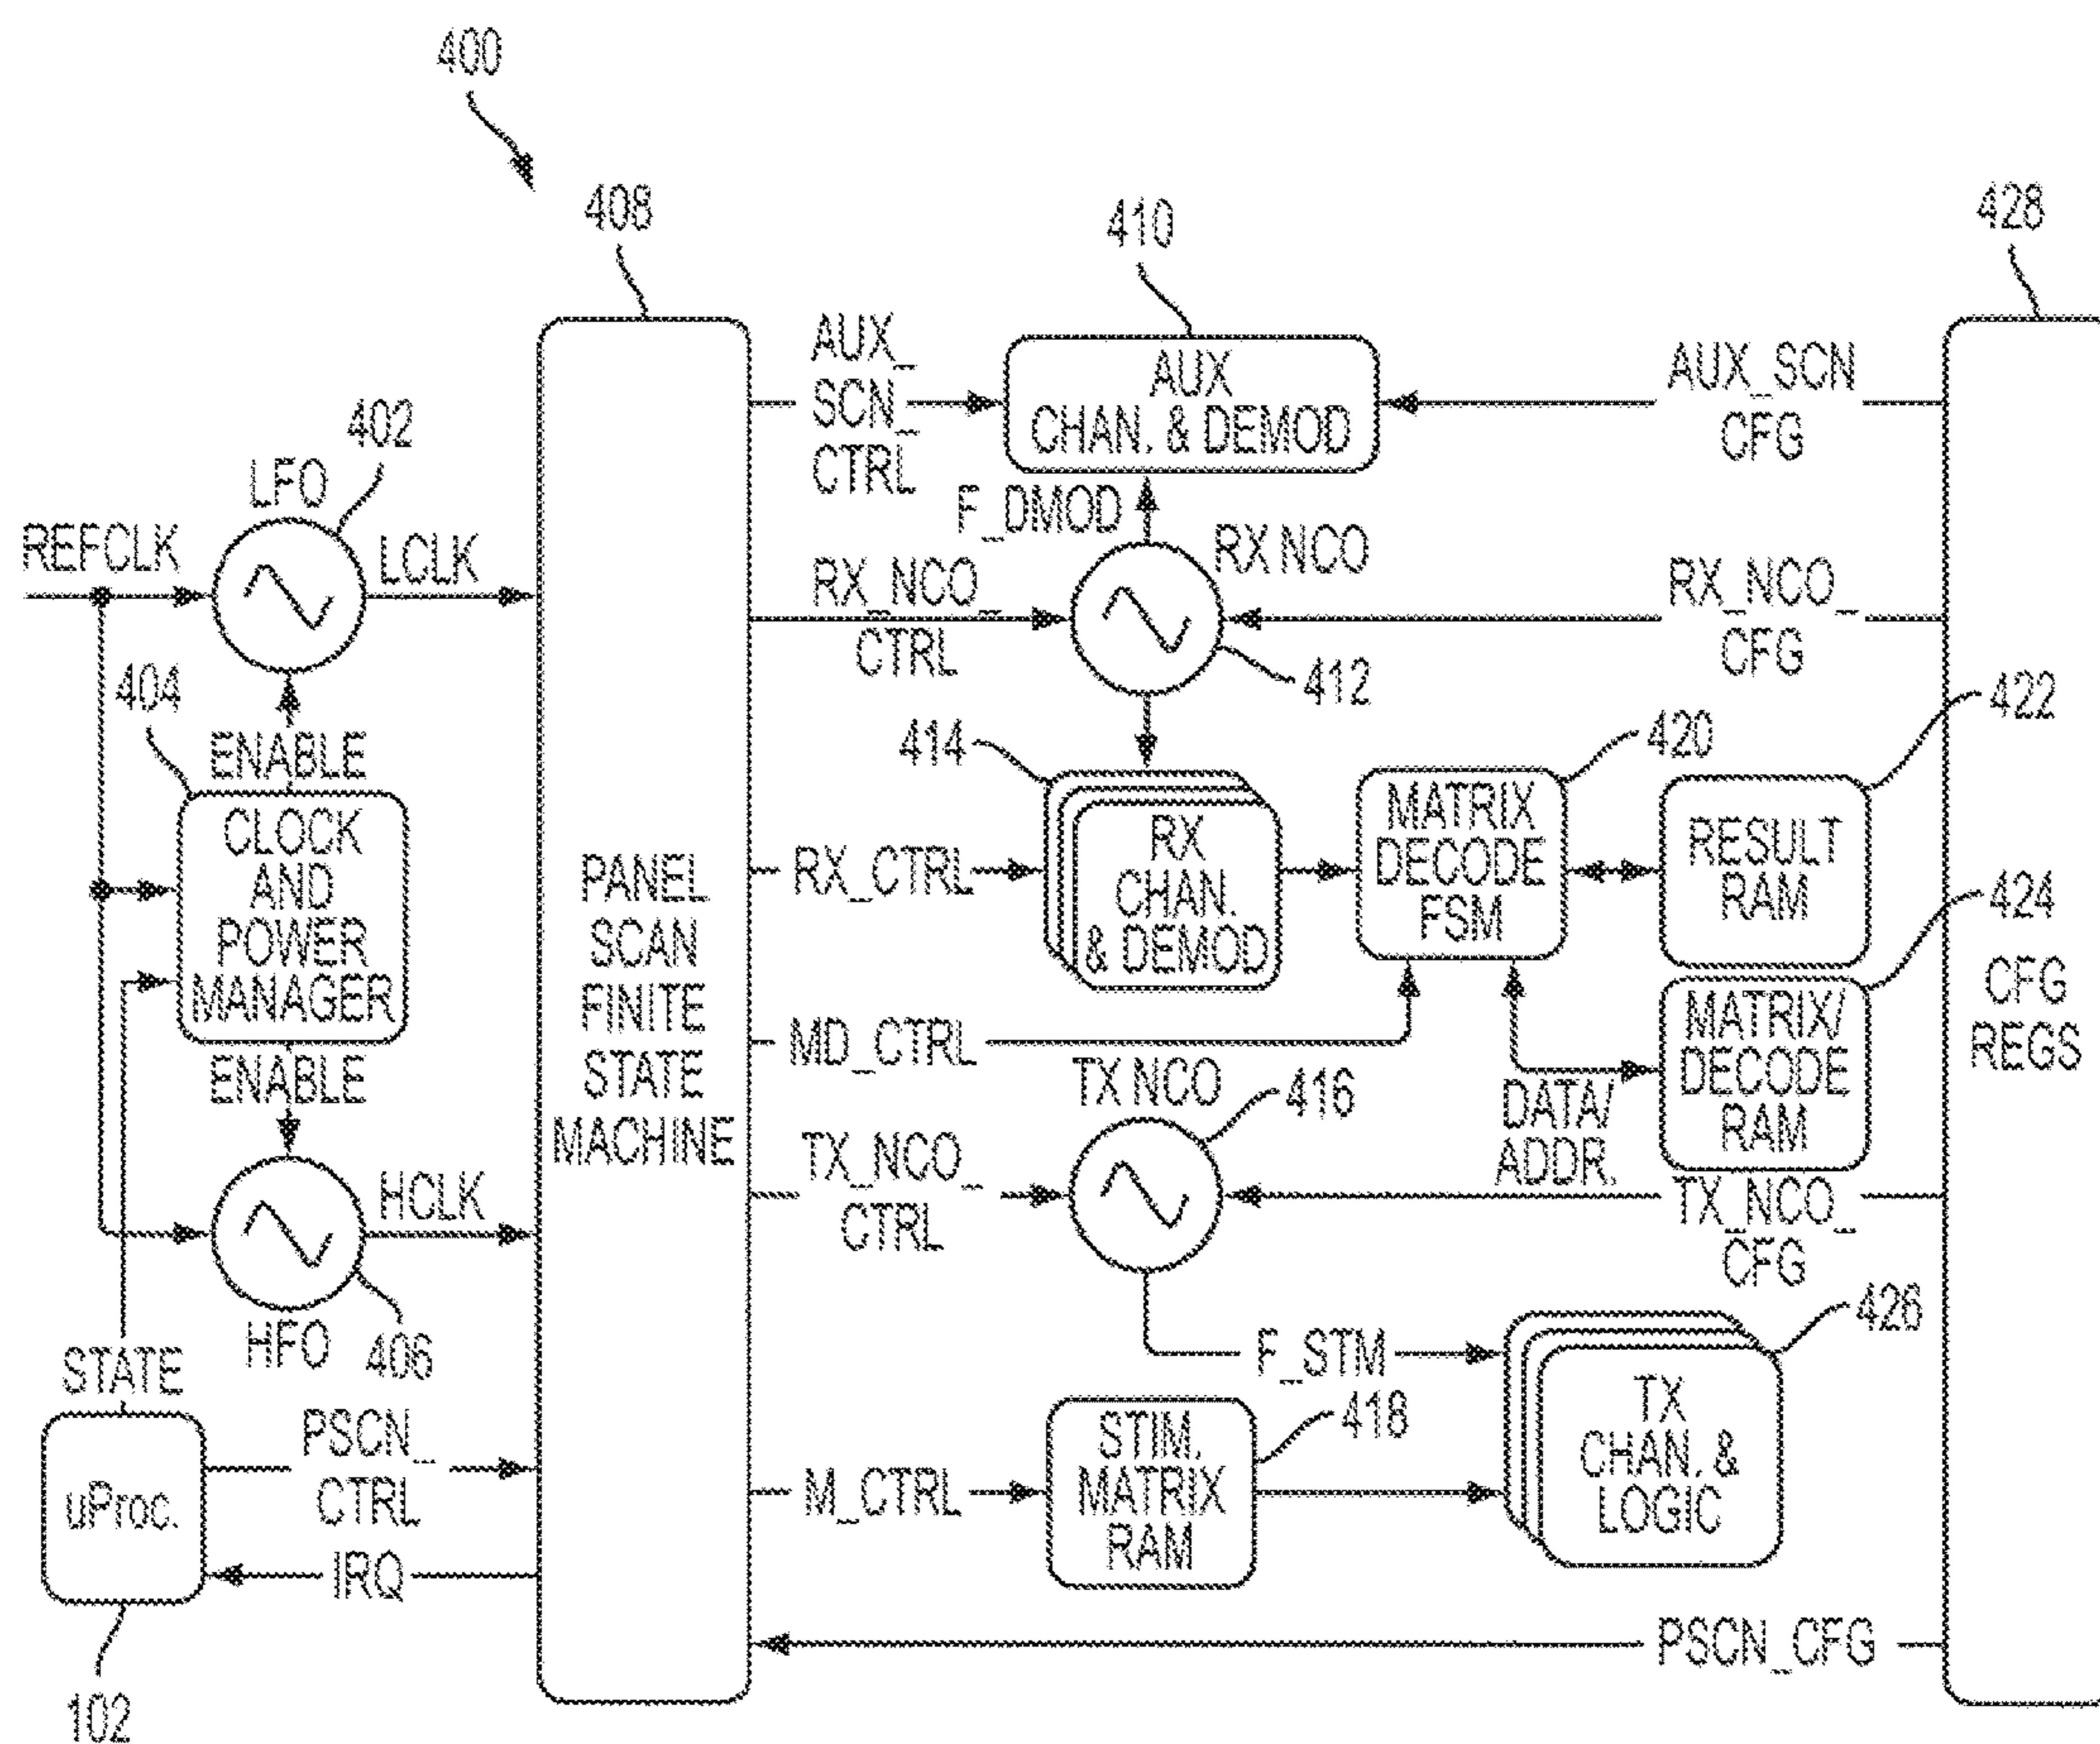 400
408
410
428
AUX_
SCN_
CTRL
AUX
CHAN. & DEMOD
AUX_SCN
CFG
402
LFO
REFCLK
LCLK
F_DMOD
RX NCO
RX_NCO_
CTRL
RX_NCO_
CFG
412
404
ENABLE
CLOCK
AND
POWER
MANAGER
ENABLE
414
420
422
RX_CTRL
RX
CHAN.
& DEMOD
MATRIX
DECODE
FSM
RESULT
RAM
424
PANEL
SCAN
FINITE
STATE
MACHINE
CFG
REGS
MD_CTRL
MATRIX/
DECODE
RAM
DATA/
ADDR.
TX NCO
416
TX_NCO_
CTRL
TX_NCO_
CFG
HCLK
HFO
406
STATE
F_STM
426
418
PSCN_
CTRL
uProc.
IRQ
M_CTRL
STIM.
MATRIX
RAM
TX
CHAN. &
LOGIC
PSCN_CFG
102